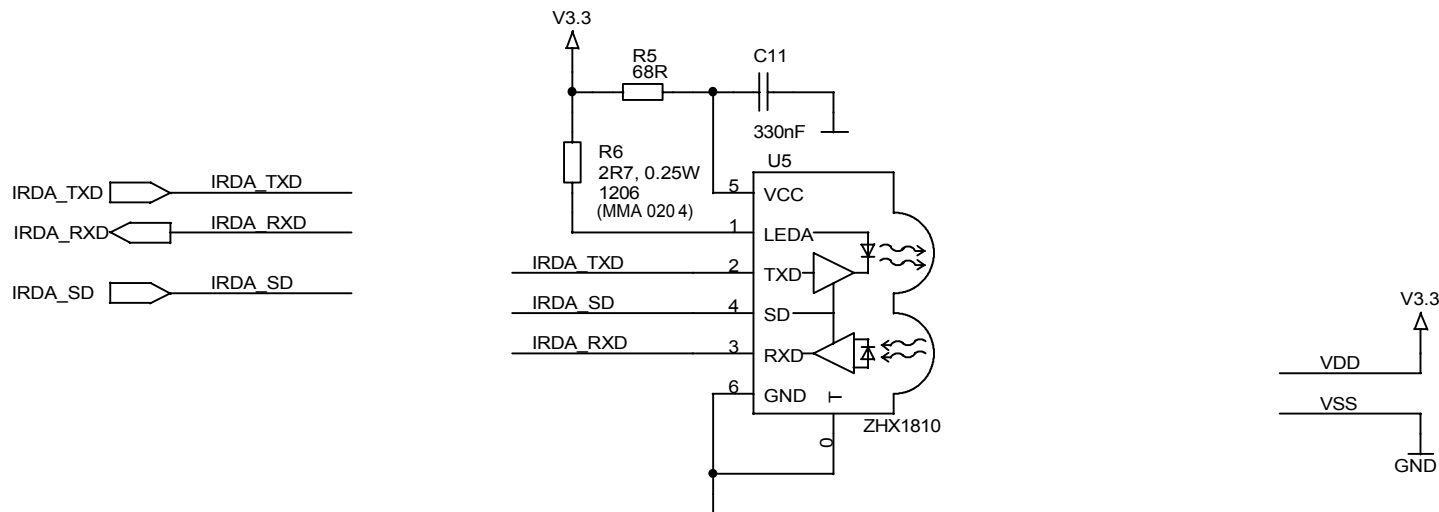 V3.3
R5
68R
C11
330nF
R6
2R7, 0.25W
1206
(MMA 020 4)
U5
IRDA_TXD IRDA_TXD
IRDA_RXD IRDA_RXD
IRDA_SD IRDA_SD
5 VCC
1 LEDA
IRDA_TXD 2 TXD
IRDA_SD 4 SD
IRDA_RXD 3 RXD
6 GND T
ZHX1810
0
V3.3
VDD
VSS
GND